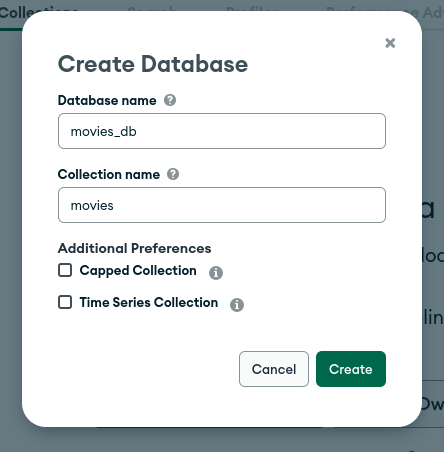 Collections Search Profiler Performance Adv
Create Database
Database name
movies_db
Collection name
movies
Additional Preferences
Capped Collection
Time Series Collection
Cancel
Create